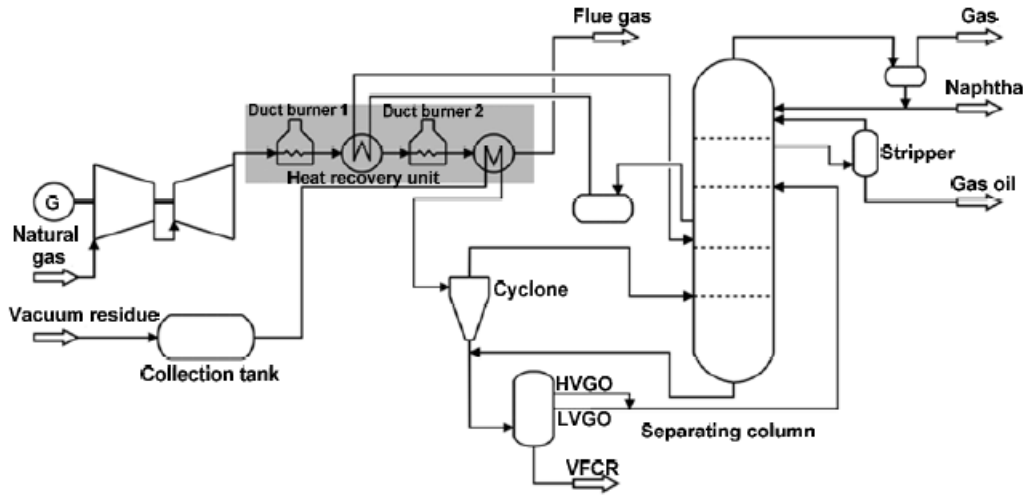 Flue gas
Gas
Duct burner 1
Duct burner 2
Naphtha
Stripper
Heat recovery unit
Gas oil
G
Natural
gas
Cyclone
Vacuum residue
Collection tank
HVGO
LVGO
Separating column
VFCR